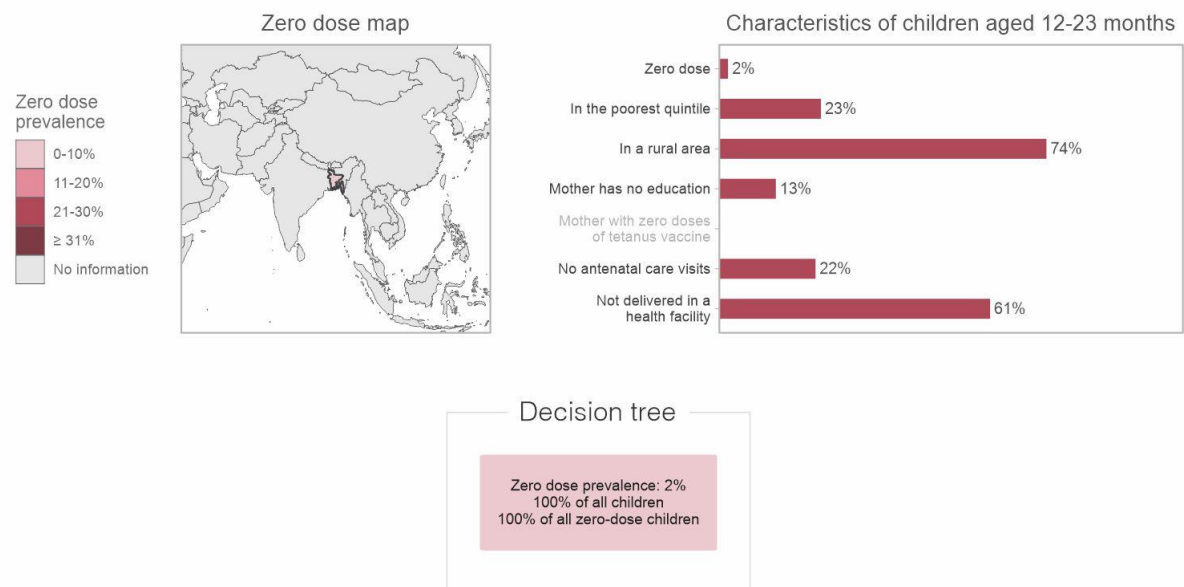 Zero dose map
Zero dose
prevalence
0-10%
11-20%
21-30%
≥ 31%
No information
Characteristics of children aged 12-23 months
Zero dose
2%
In the poorest quintile
23%
In a rural area
74%
Mother has no education
13%
Mother with zero doses
of tetanus vaccine
No antenatal care visits
22%
Not delivered in a
health facility
61%
Decision tree
Zero dose prevalence: 2%
100% of all children
100% of all zero-dose children